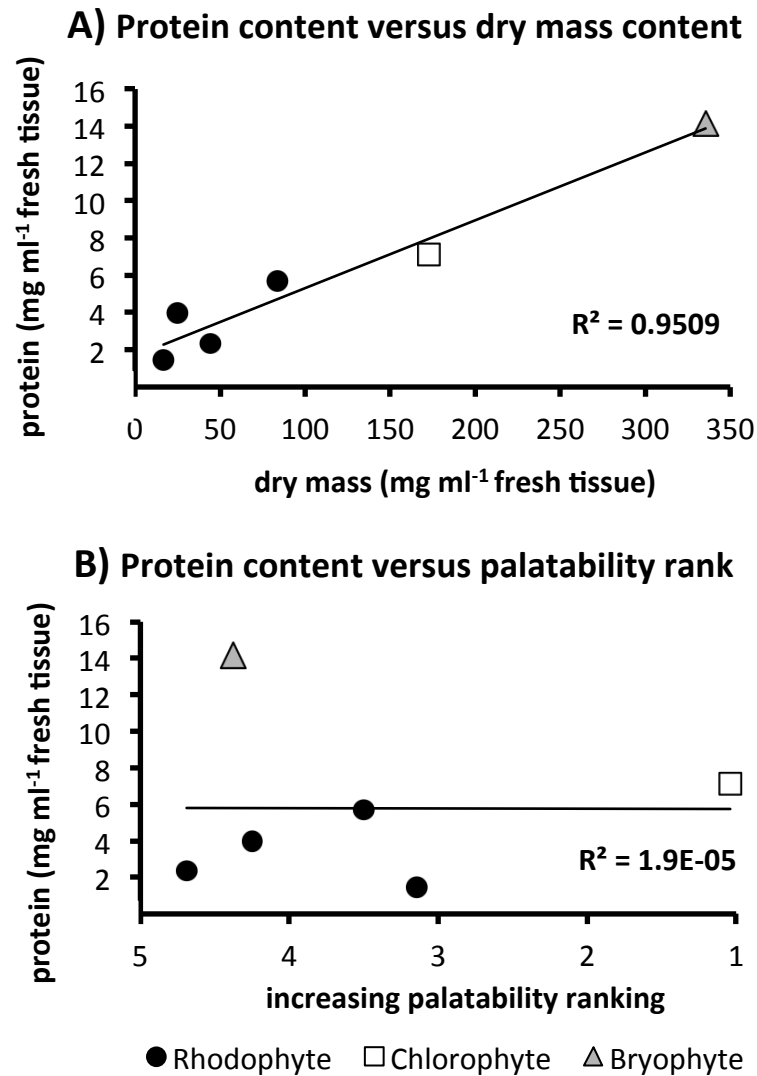 A) Protein content versus dry mass content
protein (mg ml⁻¹ fresh tissue)
16
14
12
10
8
6
4
2
R² = 0.9509
0 50 100 150 200 250 300 350
dry mass (mg ml⁻¹ fresh tissue)
B) Protein content versus palatability rank
protein (mg ml⁻¹ fresh tissue)
16
14
12
10
8
6
4
2
R² = 1.9E-05
5 4 3 2 1
increasing palatability ranking
Rhodophyte Chlorophyte Bryophyte